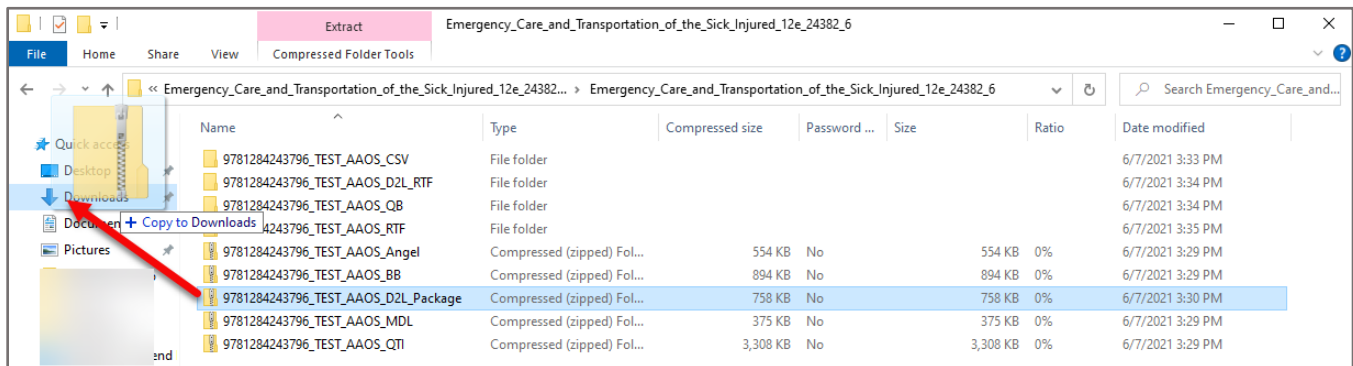 Extract Emergency_Care_and_Transportation_of_the_Sick_Injured_12e_24382_6
File Home Share View Compressed Folder Tools
« Emergency_Care_and_Transportation_of_the_Sick_Injured_12e_24382... › Emergency_Care_and_Transportation_of_the_Sick_Injured_12e_24382_6 Search Emergency_Care_and...
Name Type Compressed size Password ... Size Ratio Date modified
Quick access
9781284243796_TEST_AAOS_CSV File folder 6/7/2021 3:33 PM
Desktop 9781284243796_TEST_AAOS_D2L_RTF File folder 6/7/2021 3:34 PM
Downloads 9781284243796_TEST_AAOS_QB File folder 6/7/2021 3:34 PM
Documen + Copy to Downloads 4243796_TEST_AAOS_RTF File folder 6/7/2021 3:35 PM
Pictures 9781284243796_TEST_AAOS_Angel Compressed (zipped) Fol... 554 KB No 554 KB 0% 6/7/2021 3:29 PM
9781284243796_TEST_AAOS_BB Compressed (zipped) Fol... 894 KB No 894 KB 0% 6/7/2021 3:29 PM
9781284243796_TEST_AAOS_D2L_Package Compressed (zipped) Fol... 758 KB No 758 KB 0% 6/7/2021 3:30 PM
9781284243796_TEST_AAOS_MDL Compressed (zipped) Fol... 375 KB No 375 KB 0% 6/7/2021 3:29 PM
9781284243796_TEST_AAOS_QTI Compressed (zipped) Fol... 3,308 KB No 3,308 KB 0% 6/7/2021 3:29 PM
end